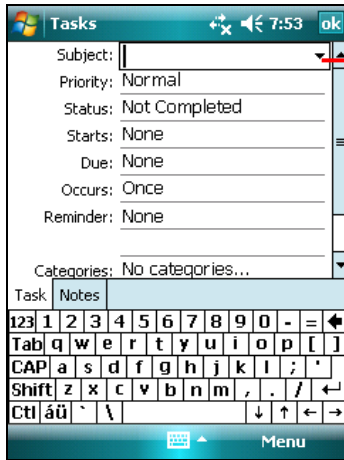 Tasks 7:53 ok
Subject:
Priority: Normal
Status: Not Completed
Starts: None
Due: None
Occurs: Once
Reminder: None
Categories: No categories...
Task Notes
123 1 2 3 4 5 6 7 8 9 0 - =
Tab q w e r t y u i o p [ ]
CAP a s d f g h j k l ; '
Shift z x c v b n m , . /
Ctl áü ` \ ↓ ↑ ← →
Menu